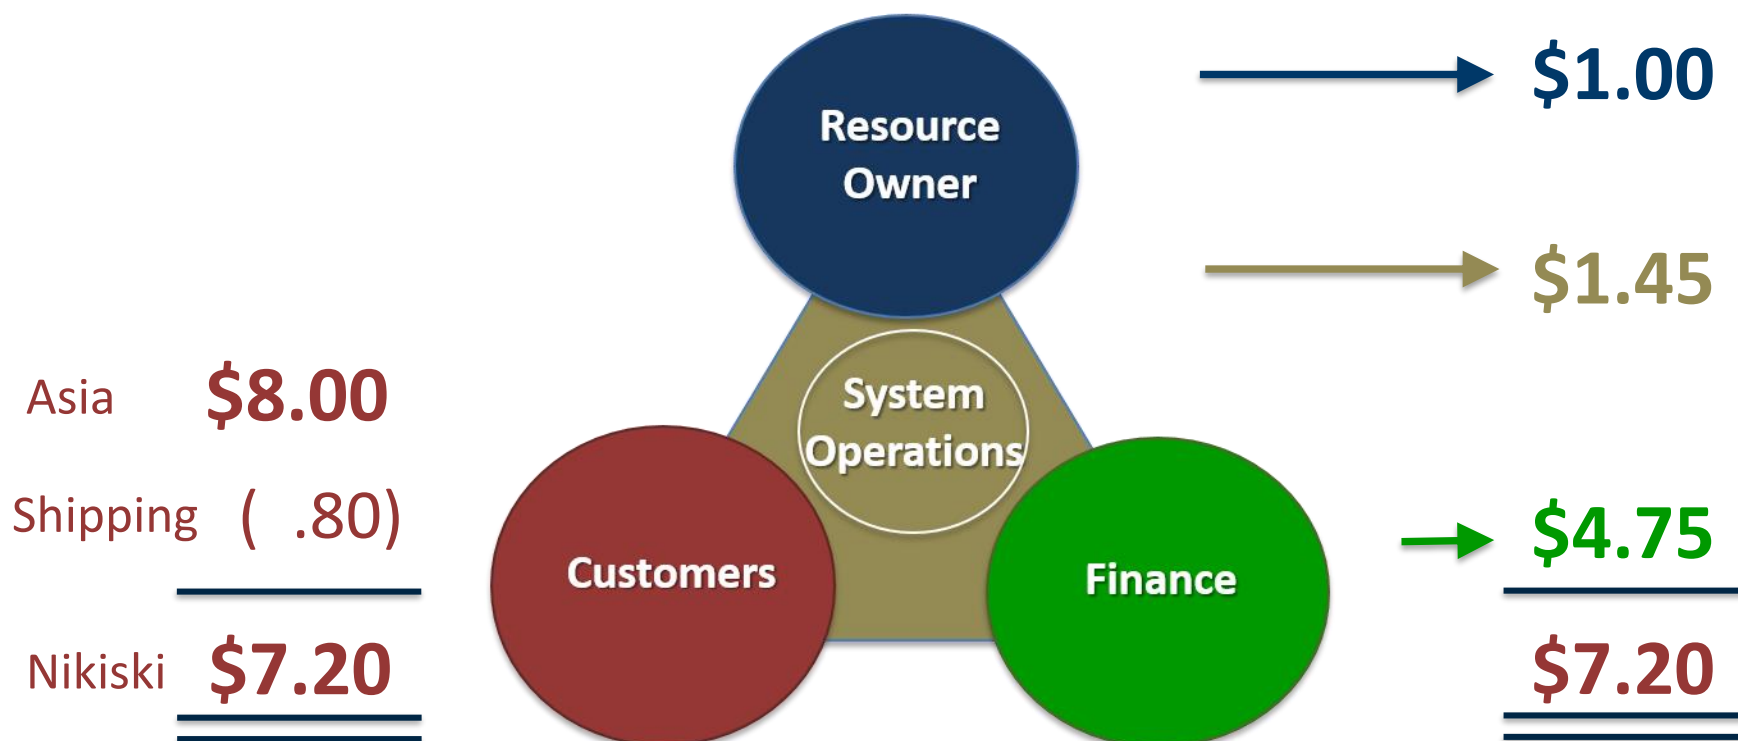 $1.00
Resource
Owner
$1.45
Asia $8.00
System
Operations
Shipping ( .80)
$4.75
Customers
Finance
Nikiski $7.20
$7.20